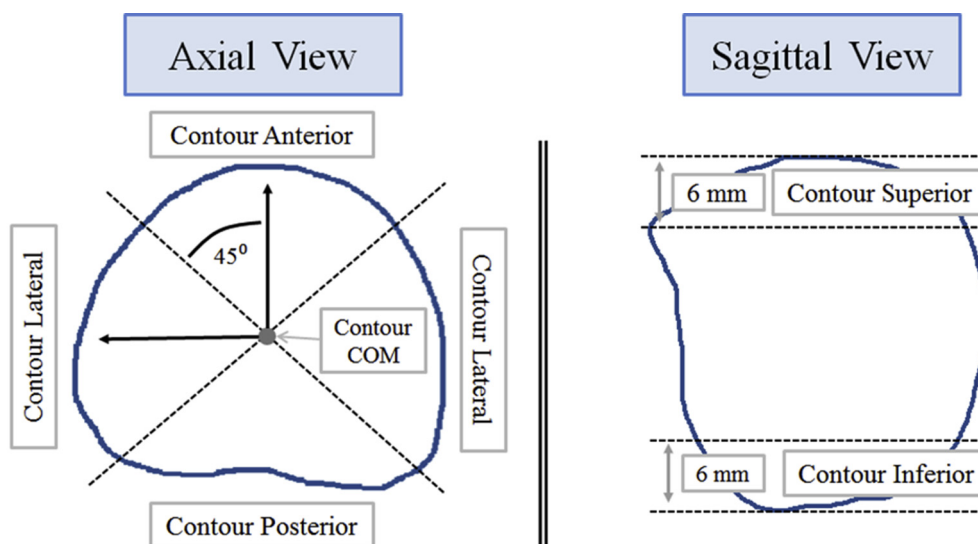 Axial View
Sagittal View
Contour Anterior
45⁰
Contour Lateral
Contour
COM
Contour Lateral
Contour Posterior
6 mm
Contour Superior
6 mm
Contour Inferior